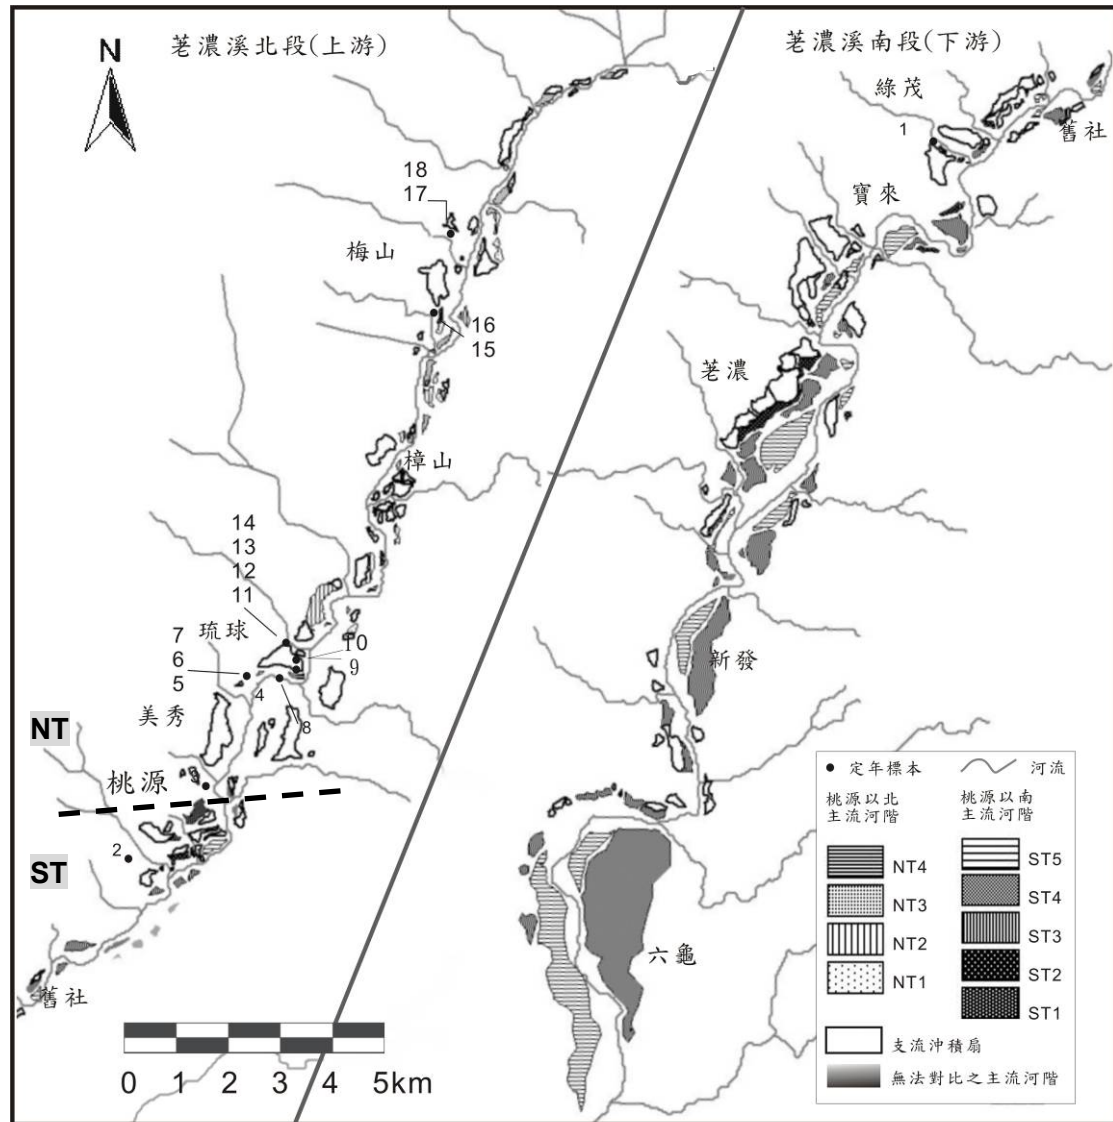 荖濃溪北段(上游)
N
18
17
梅山
16
15
樟山
14
13
12
11
琉球
7
6
5
10
9
4
8
美秀
NT
桃源
2
ST
舊社
0 1 2 3 4 5km
荖濃溪南段(下游)
綠茂
1
舊社
寶來
荖濃
新發
六龜
定年標本
河流
桃源以北
主流河階
NT4
NT3
NT2
NT1
桃源以南
主流河階
ST5
ST4
ST3
ST2
ST1
支流沖積扇
無法對比之主流河階